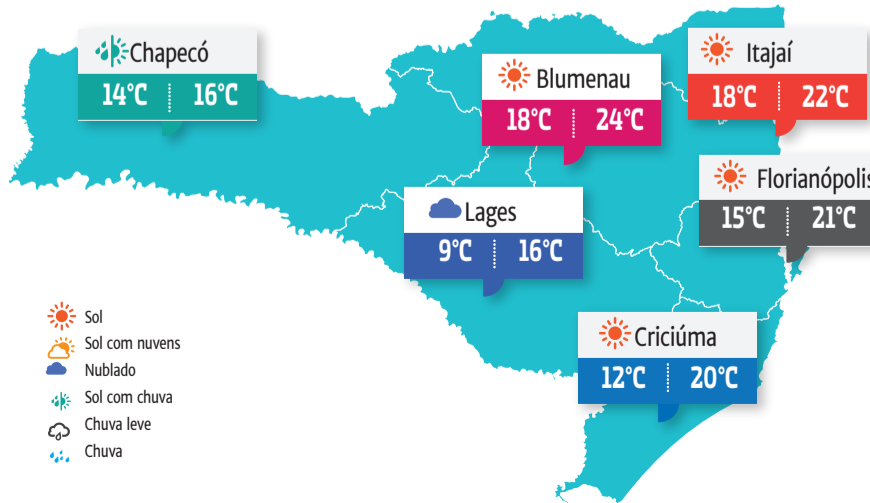 Chapecó
14°C 16°C
Blumenau
18°C 24°C
Itajaí
18°C 22°C
Florianópolis
15°C 21°C
Lages
9°C 16°C
Criciúma
12°C 20°C
Sol
Sol com nuvens
Nublado
Sol com chuva
Chuva leve
Chuva